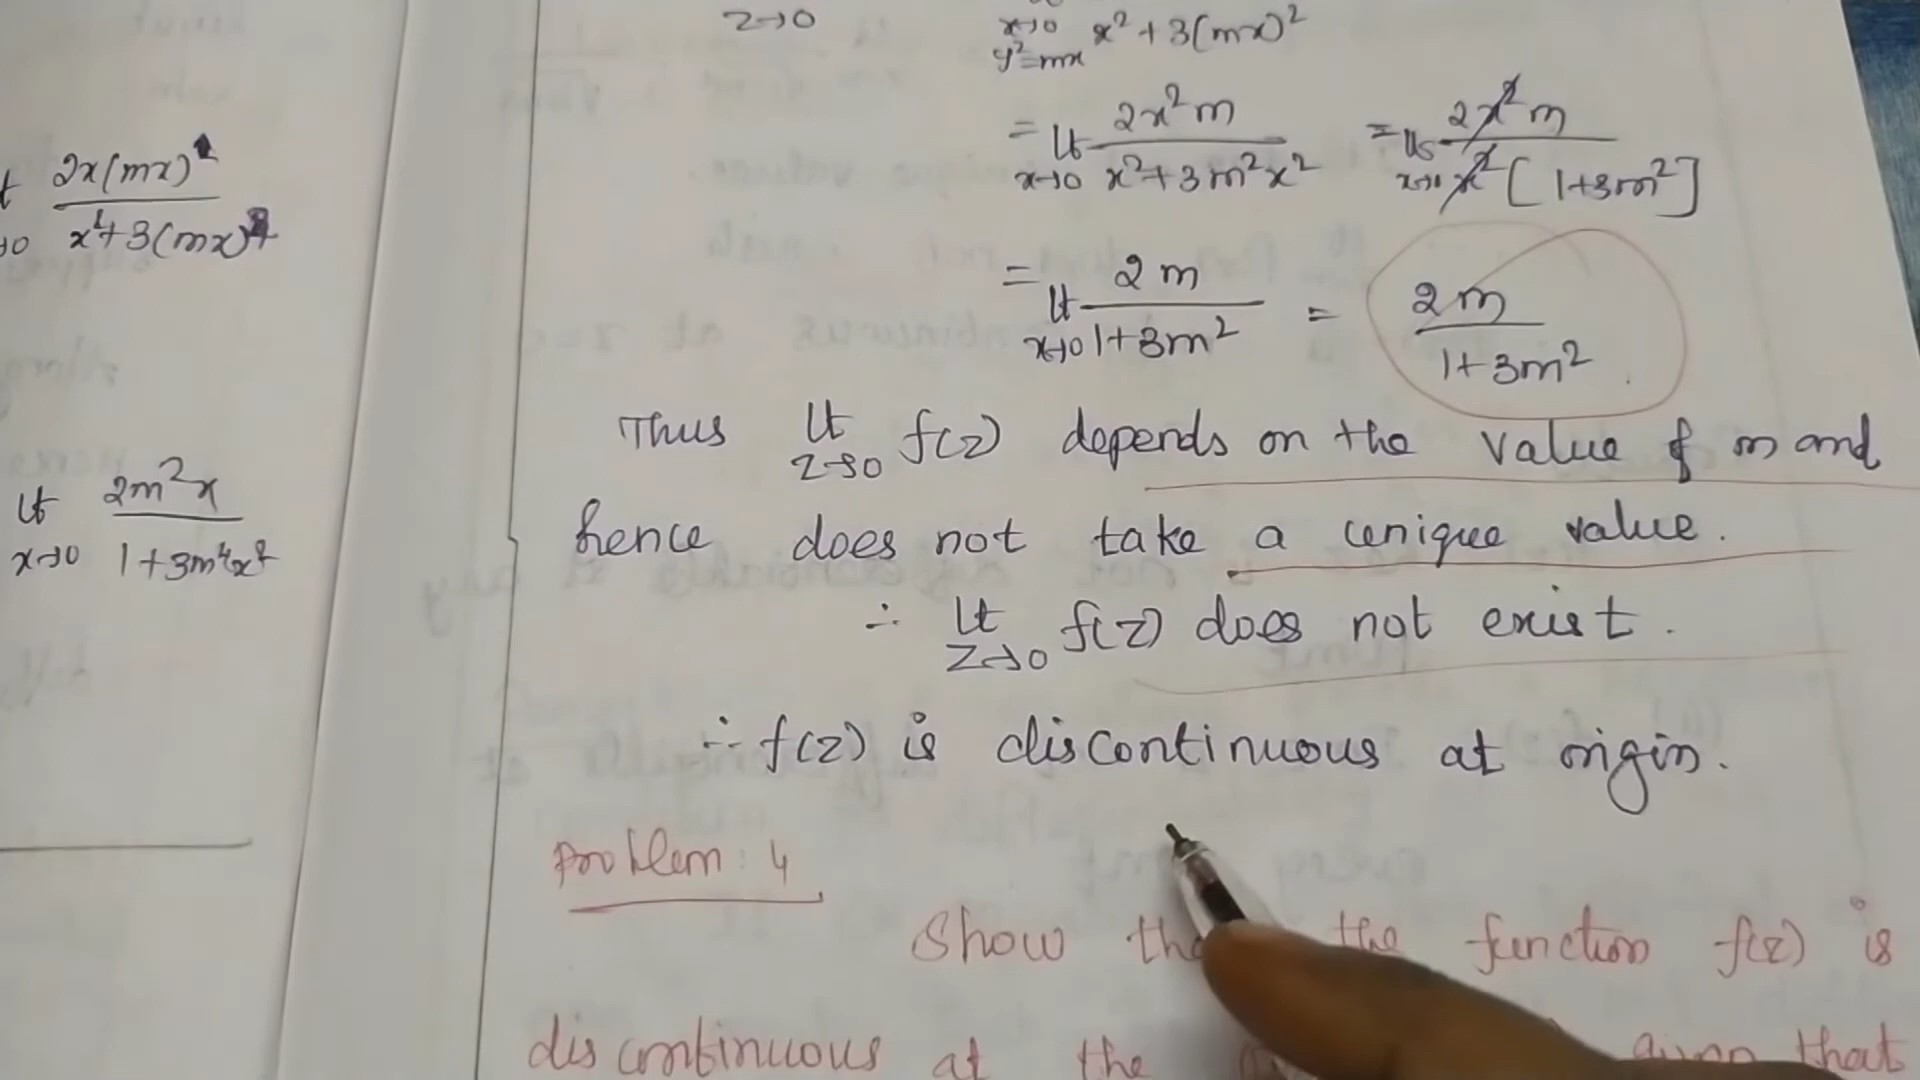 2x(mx)²
x⁴+3(mx)⁴
lt 2m²x
x→0 1+3m⁴x²
z→0 x→0 x²+3(mx)²
y²=mx
= lt 2x²m = lt 2x²m
x→0 x²+3m²x² x→0 x²[1+3m²]
= lt 2m = 2m
x→0 1+3m² 1+3m²
Thus lt f(z) depends on the value of m and
z→0
hence does not take a unique value.
∴ lt f(z) does not exist.
z→0
∴ f(z) is discontinuous at origin.
Problem: 4
Show the function f(z) is
discontinuous at the given that